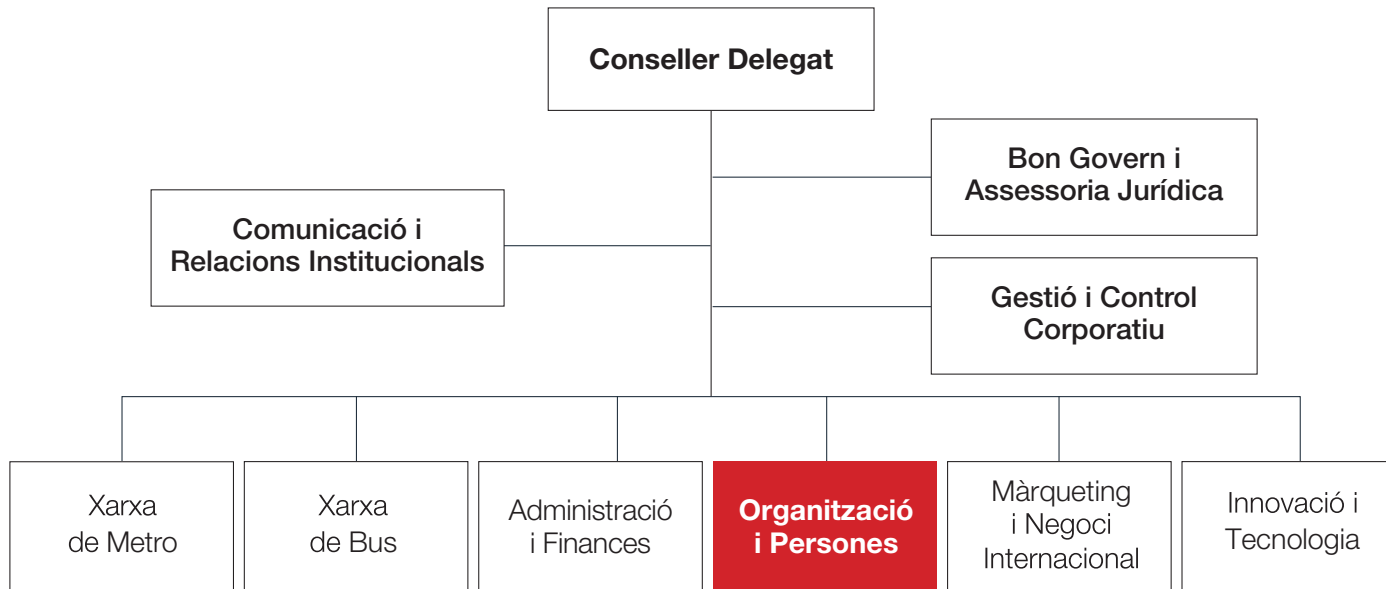 Conseller Delegat
Bon Govern i
Assessoria Jurídica
Comunicació i
Relacions Institucionals
Gestió i Control
Corporatiu
Xarxa
de Metro
Xarxa
de Bus
Administració
i Finances
Organització
i Persones
Màrqueting
i Negoci
Internacional
Innovació i
Tecnologia